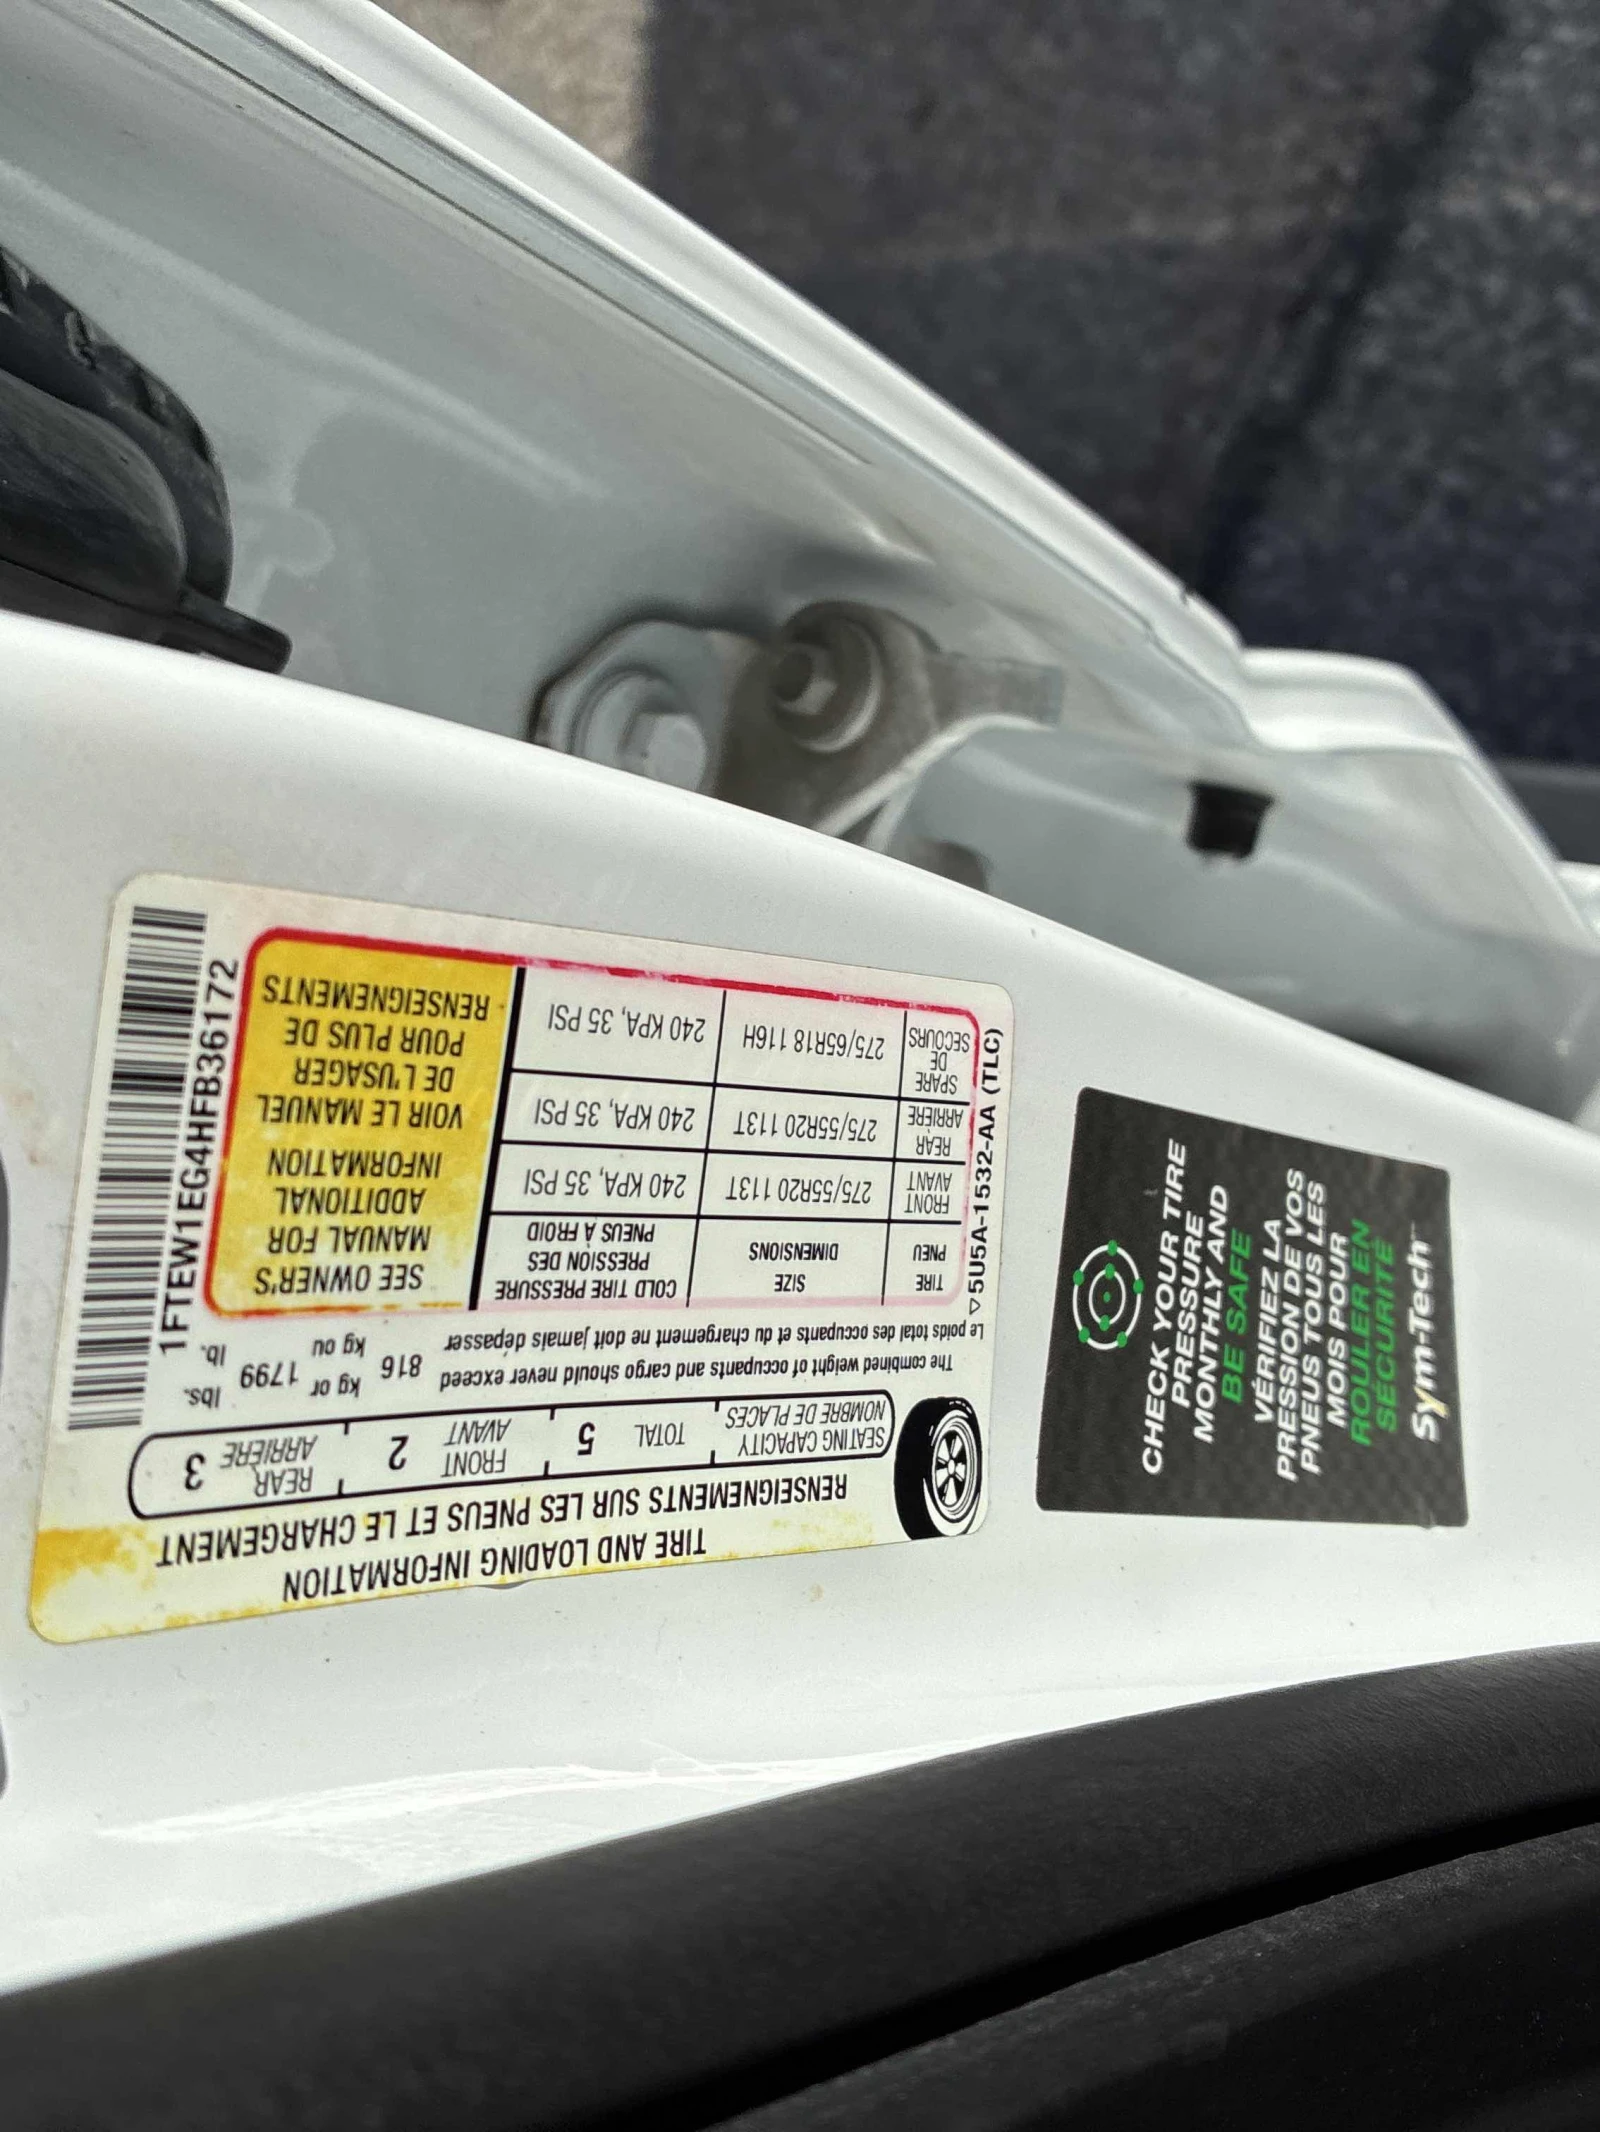 TIRE AND LOADING INFORMATION
RENSEIGNEMENTS SUR LES PNEUS ET LE CHARGEMENT
SEATING CAPACITY TOTAL 5 FRONT 2 REAR 3
NOMBRE DE PLACES AVANT ARRIÈRE
The combined weight of occupants and cargo should never exceed 816 kg or 1799 lbs.
Le poids total des occupants et du chargement ne doit jamais dépasser kg ou lb.
TIRE SIZE COLD TIRE PRESSURE
PNEU DIMENSIONS PRESSION DES
PNEUS À FROID
FRONT
AVANT 275/55R20 113T 240 KPA, 35 PSI
REAR
ARRIÈRE 275/55R20 113T 240 KPA, 35 PSI
SPARE
DE
SECOURS 275/65R18 116H 240 KPA, 35 PSI
SEE OWNER'S
MANUAL FOR
ADDITIONAL
INFORMATION
VOIR LE MANUEL
DE L'USAGER
POUR PLUS DE
RENSEIGNEMENTS
▽5U5A-1532-AA (TLC)
1FTEW1EG4HFB36172
CHECK YOUR TIRE
PRESSURE
MONTHLY AND
BE SAFE
VÉRIFIEZ LA
PRESSION DE VOS
PNEUS TOUS LES
MOIS POUR
ROULER EN
SÉCURITÉ
Sym-Tech